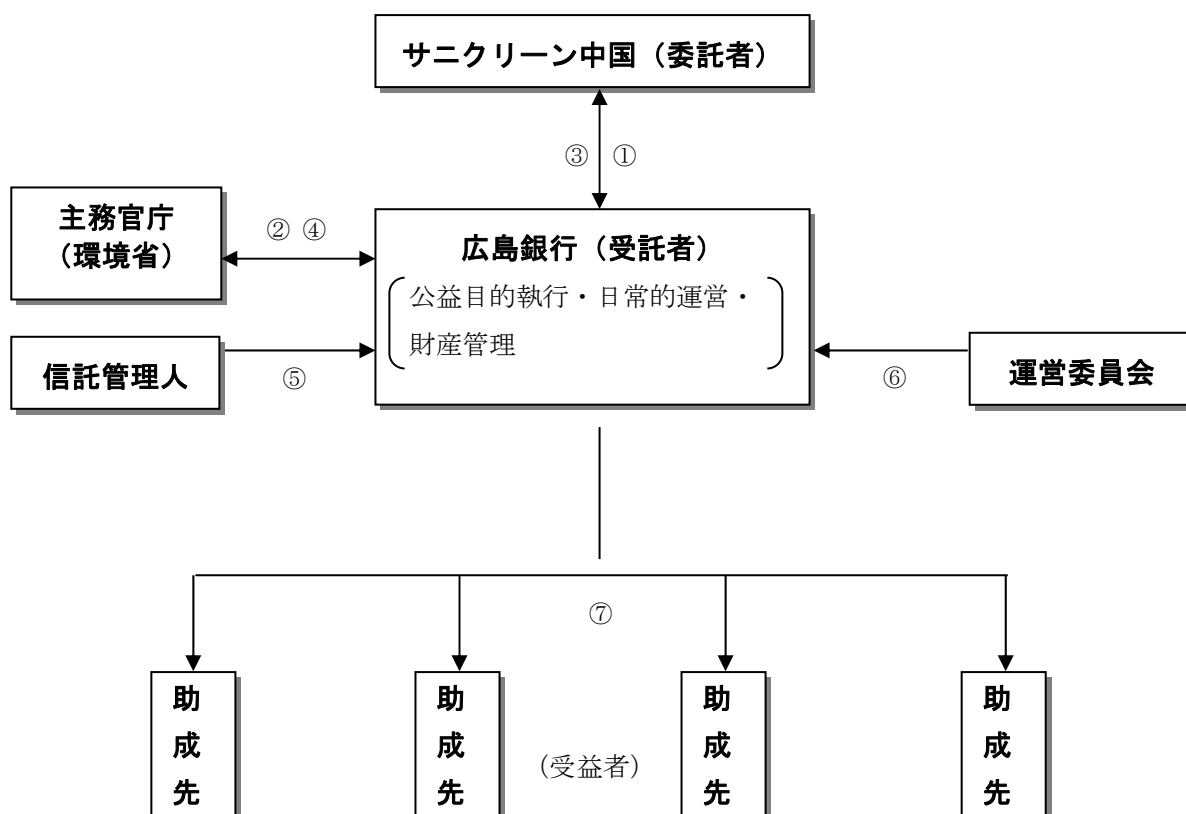 サニクリーン中国（委託者）
③ ①
主務官庁
（環境省）
② ④
広島銀行（受託者）
公益目的執行・日常的運営・
財産管理
信託管理人
⑤
⑥
運営委員会
⑦
助成先
助成先
（受益者）
助成先
助成先